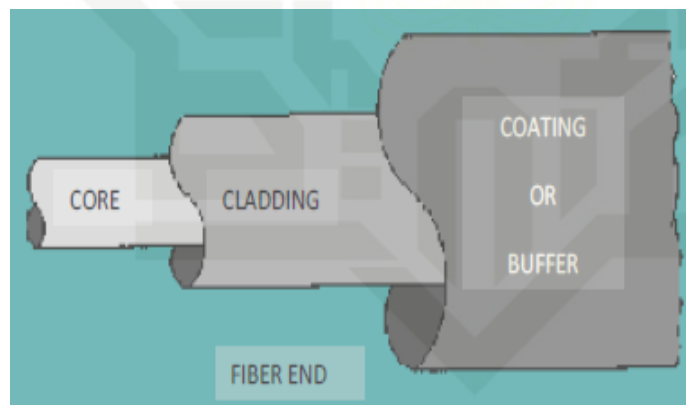 CORE
CLADDING
COATING
OR
BUFFER
FIBER END